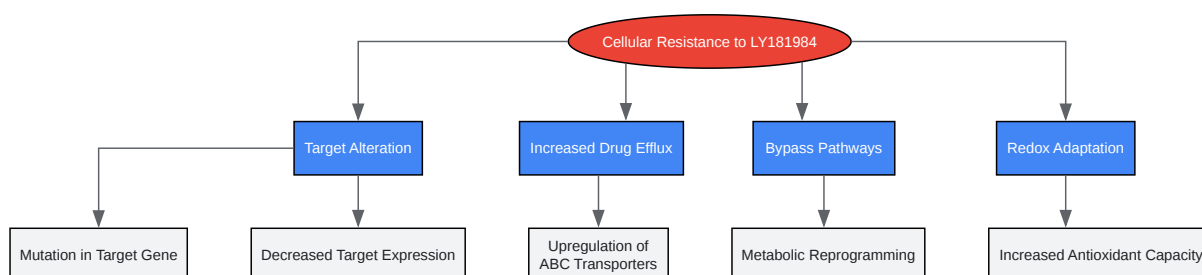 Cellular Resistance to LY181984
Target Alteration
Increased Drug Efflux
Bypass Pathways
Redox Adaptation
Mutation in Target Gene
Decreased Target Expression
Upregulation of
ABC Transporters
Metabolic Reprogramming
Increased Antioxidant Capacity